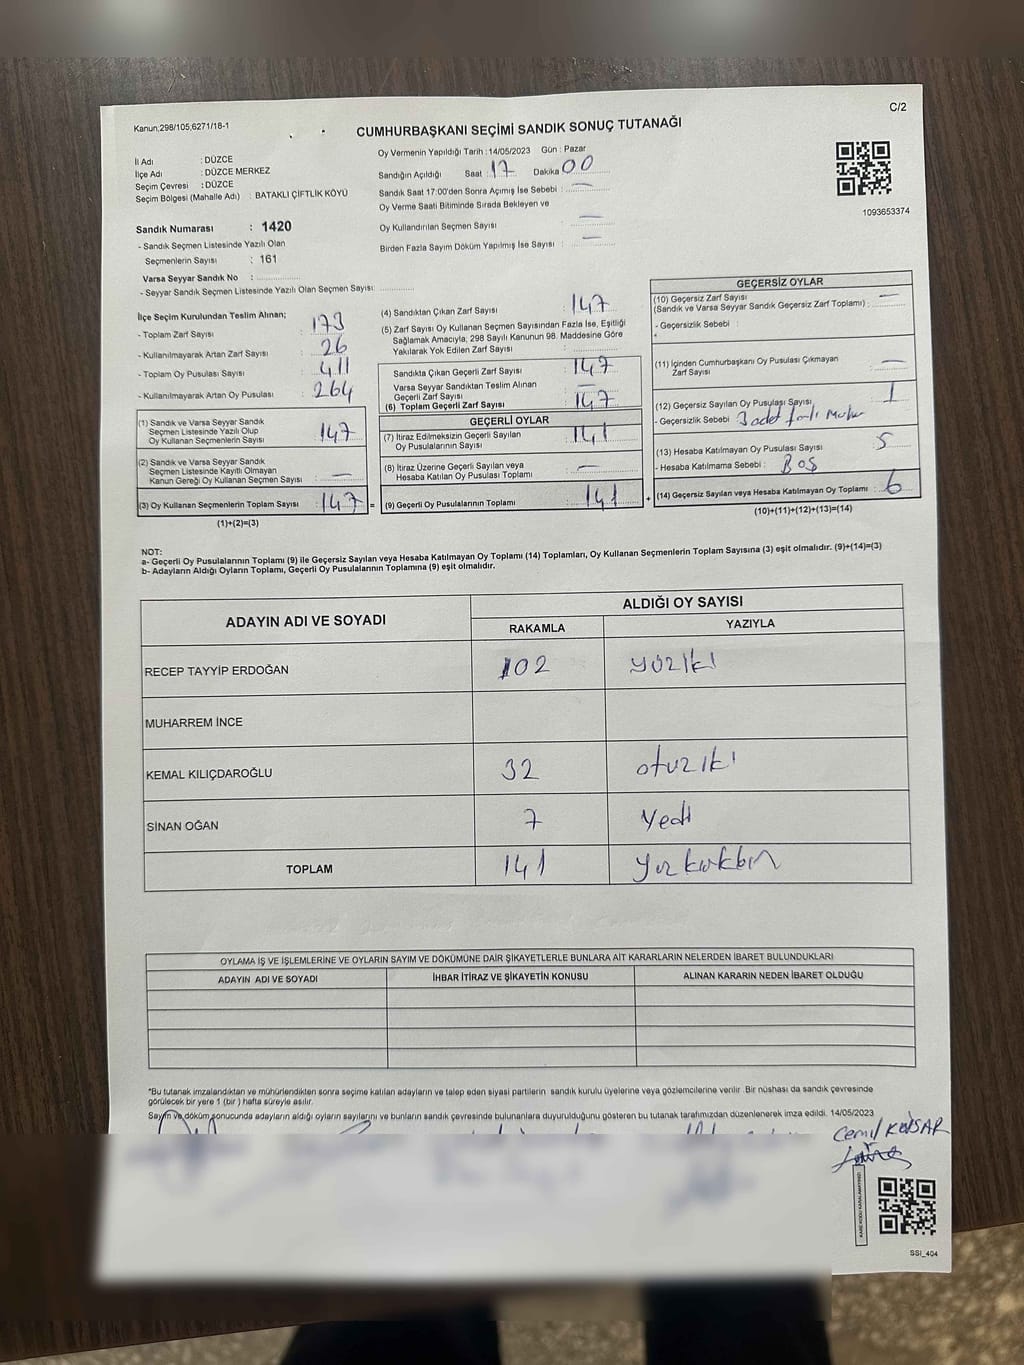 C/2
Kanun;298/105,6271/18-1
CUMHURBAŞKANI SEÇİMİ SANDIK SONUÇ TUTANAĞI
İl Adı : DÜZCE
İlçe Adı : DÜZCE MERKEZ
Seçim Çevresi : DÜZCE
Seçim Bölgesi (Mahalle Adı) : BATAKLI ÇİFTLİK KÖYÜ
Oy Vermenin Yapıldığı Tarih : 14/05/2023 Gün : Pazar
Sandığın Açıldığı Saat : 17 Dakika 00
Sandık Saat 17:00'den Sonra Açımış İse Sebebi : —
Oy Verme Saati Bitiminde Sırada Bekleyen ve
Oy Kullandırılan Seçmen Sayısı : —
Birden Fazla Sayım Döküm Yapılmış İse Sayısı : —
1093653374
Sandık Numarası : 1420
- Sandık Seçmen Listesinde Yazılı Olan
Seçmenlerin Sayısı : 161
Varsa Seyyar Sandık No :
- Seyyar Sandık Seçmen Listesinde Yazılı Olan Seçmen Sayısı:
İlçe Seçim Kurulundan Teslim Alınan;
- Toplam Zarf Sayısı : 173
- Kullanılmayarak Artan Zarf Sayısı : 26
- Toplam Oy Pusulası Sayısı : 411
- Kullanılmayarak Artan Oy Pusulası : 264
(1) Sandık ve Varsa Seyyar Sandık
Seçmen Listesinde Yazılı Olup
Oy Kullanan Seçmenlerin Sayısı : 147
(2) Sandık ve Varsa Seyyar Sandık
Seçmen Listesinde Kayıtlı Olmayan
Kanun Gereği Oy Kullanan Seçmen Sayısı : —
(3) Oy Kullanan Seçmenlerin Toplam Sayısı : 147 =
(1)+(2)=(3)
(4) Sandıktan Çıkan Zarf Sayısı : 147
(5) Zarf Sayısı Oy Kullanan Seçmen Sayısından Fazla İse, Eşitliği
Sağlamak Amacıyla, 298 Sayılı Kanunun 98. Maddesine Göre
Yakılarak Yok Edilen Zarf Sayısı :
Sandıkta Çıkan Geçerli Zarf Sayısı : 147
Varsa Seyyar Sandıktan Teslim Alınan
Geçerli Zarf Sayısı : —
(6) Toplam Geçerli Zarf Sayısı : 147
GEÇERLİ OYLAR
(7) İtiraz Edilmeksizin Geçerli Sayılan
Oy Pusulalarının Sayısı : 141
(8) İtiraz Üzerine Geçerli Sayılan veya
Hesaba Katılan Oy Pusulası Toplamı : —
(9) Geçerli Oy Pusulalarının Toplamı : 141 +
GEÇERSİZ OYLAR
(10) Geçersiz Zarf Sayısı
(Sandık ve Varsa Seyyar Sandık Geçersiz Zarf Toplamı) : —
- Geçersizlik Sebebi :
(11) İçinden Cumhurbaşkanı Oy Pusulası Çıkmayan
Zarf Sayısı : —
(12) Geçersiz Sayılan Oy Pusulası Sayısı : 1
- Geçersizlik Sebebi : 3 adet
(13) Hesaba Katılmayan Oy Pusulası Sayısı : 5
- Hesaba Katılmama Sebebi : BOŞ
(14) Geçersiz Sayılan veya Hesaba Katılmayan Oy Toplamı : 6
(10)+(11)+(12)+(13)=(14)
NOT:
a- Geçerli Oy Pusulalarının Toplamı (9) ile Geçersiz Sayılan veya Hesaba Katılmayan Oy Toplamı (14) Toplamları, Oy Kullanan Seçmenlerin Toplam Sayısına (3) eşit olmalıdır. (9)+(14)=(3)
b- Adayların Aldığı Oyların Toplamı, Geçerli Oy Pusulalarının Toplamına (9) eşit olmalıdır.
ADAYIN ADI VE SOYADI ALDIĞI OY SAYISI
RAKAMLA YAZIYLA
RECEP TAYYİP ERDOĞAN 102 yüziki
MUHARREM İNCE
KEMAL KILIÇDAROĞLU 32 otuziki
SİNAN OĞAN 7 Yedi
TOPLAM 141 yüzkırkbir
OYLAMA İŞ VE İŞLEMLERİNE VE OYLARIN SAYIM VE DÖKÜMÜNE DAİR ŞİKAYETLERLE BUNLARA AİT KARARLARIN NELERDEN İBARET BULUNDUKLARI
ADAYIN ADI VE SOYADI İHBAR İTİRAZ VE ŞİKAYETİN KONUSU ALINAN KARARIN NEDEN İBARET OLDUĞU
*Bu tutanak imzalandıktan ve mühürlendikten sonra seçime katılan adayların ve talep eden siyasi partilerin sandık kurulu üyelerine veya gözlemcilerine verilir. Bir nüshası da sandık çevresinde
görülecek bir yere 1 (bir) hafta süreyle asılır.
Sayım ve döküm sonucunda adayların aldığı oyların sayılarını ve bunların sandık çevresinde bulunanlara duyurulduğunu gösteren bu tutanak tarafımızdan düzenlenerek imza edildi. 14/05/2023
Cemil
SSİ_404